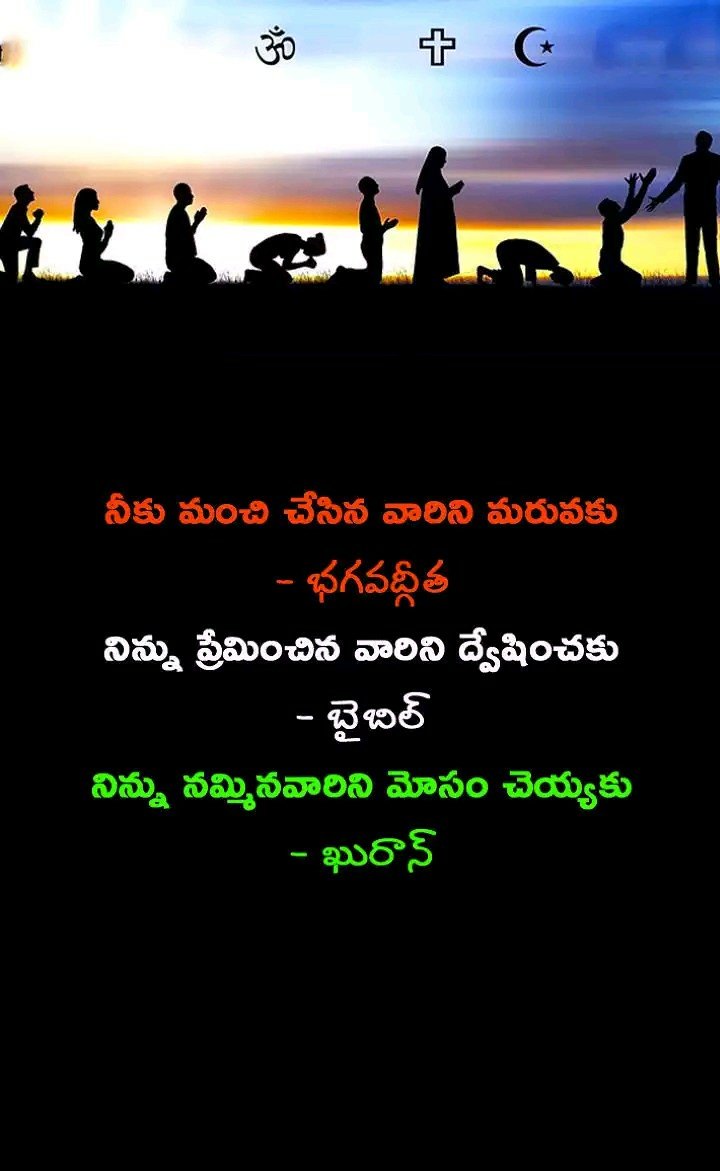 నీకు మంచి చేసిన వారిని మరువకు
- భగవద్గీత
నిన్ను ప్రేమించిన వారిని ద్వేషించకు
- బైబిల్
నిన్ను నమ్మినవారిని మోసం చెయ్యకు
- ఖురాన్